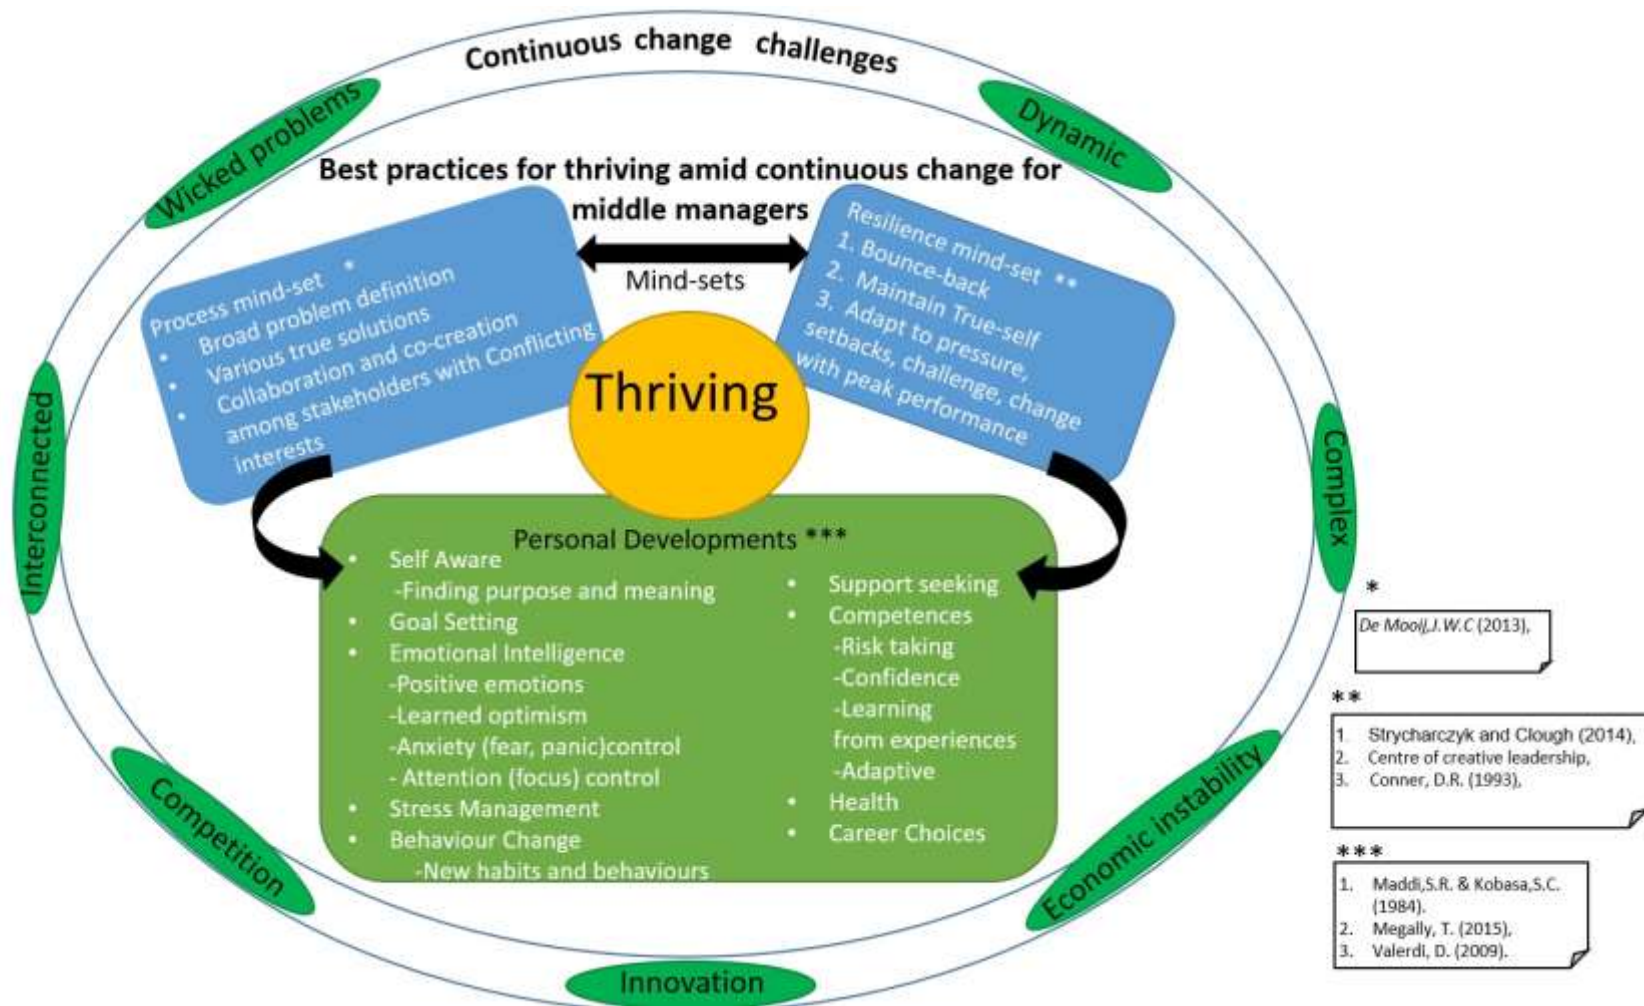 Continuous change challenges
Wicked problems
Dynamic
Best practices for thriving amid continuous change for
middle managers
Process mind-set *
• Broad problem definition
• Various true solutions
• Collaboration and co-creation
among stakeholders with Conflicting
interests
Mind-sets
Resilience mind-set **
1. Bounce-back
2. Maintain True-self
3. Adapt to pressure,
setbacks, challenge, change
with peak performance
Thriving
Interconnected
Complex
Personal Developments ***
• Self Aware
-Finding purpose and meaning
• Goal Setting
• Emotional Intelligence
-Positive emotions
-Learned optimism
-Anxiety (fear, panic)control
- Attention (focus) control
• Stress Management
• Behaviour Change
-New habits and behaviours
• Support seeking
• Competences
-Risk taking
-Confidence
-Learning
from experiences
-Adaptive
• Health
• Career Choices
Competition
Economic instability
Innovation
*
De Mooij,J.W.C (2013),
**
1. Strycharczyk and Clough (2014),
2. Centre of creative leadership,
3. Conner, D.R. (1993),
***
1. Maddi,S.R. & Kobasa,S.C.
(1984).
2. Megally, T. (2015),
3. Valerdi, D. (2009).